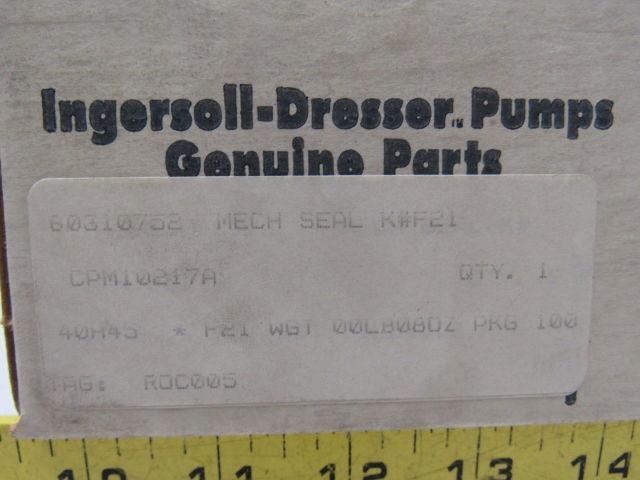 Ingersoll-Dresser™ Pumps
Genuine Parts
60310752 MECH SEAL K#F21
CPM10217A QTY. 1
40H45 * F21 WGT 00LB08OZ PKG 100
TAG: ROC005
10 11 12 13 14